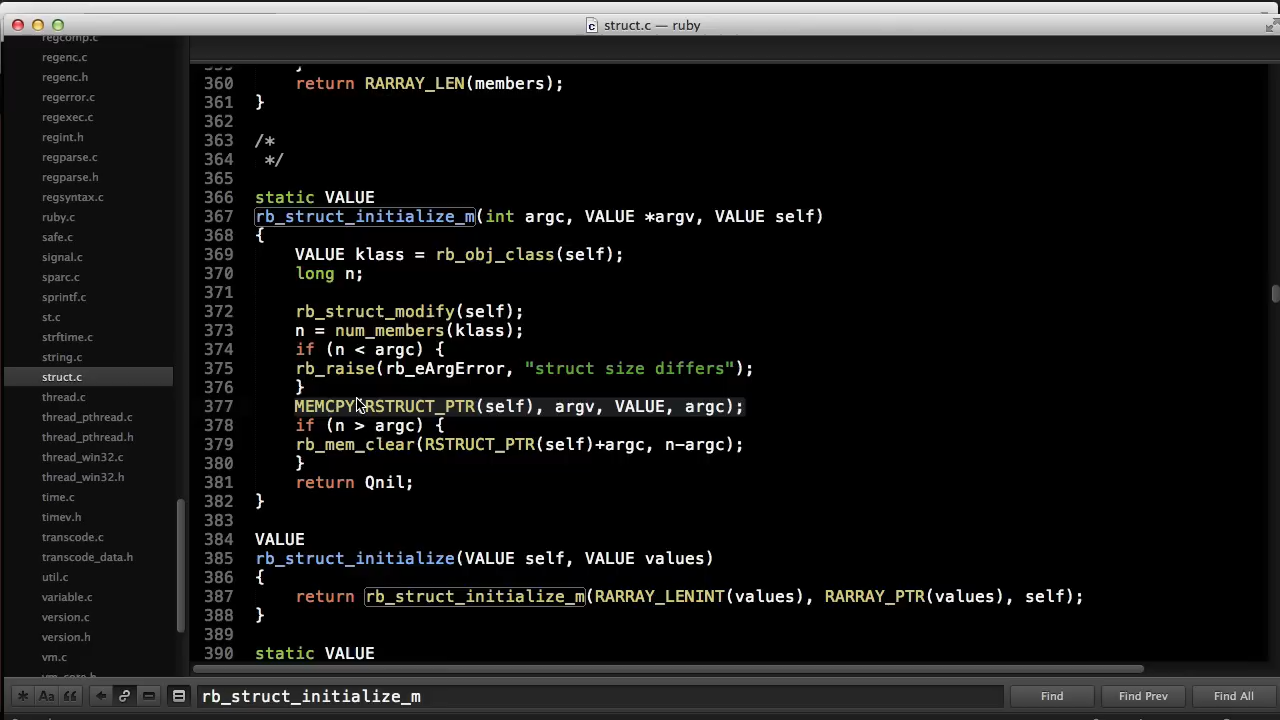 struct.c — ruby
regcomp.c
regenc.c
regenc.h
regerror.c
regexec.c
regint.h
regparse.c
regparse.h
regsyntax.c
ruby.c
safe.c
signal.c
sparc.c
sprintf.c
st.c
strftime.c
string.c
struct.c
thread.c
thread_pthread.c
thread_pthread.h
thread_win32.c
thread_win32.h
time.c
timev.h
transcode.c
transcode_data.h
util.c
variable.c
version.c
version.h
vm.c
vm_core.h
359 }
360 return RARRAY_LEN(members);
361 }
362
363 /*
364 */
365
366 static VALUE
367 rb_struct_initialize_m(int argc, VALUE *argv, VALUE self)
368 {
369 VALUE klass = rb_obj_class(self);
370 long n;
371
372 rb_struct_modify(self);
373 n = num_members(klass);
374 if (n < argc) {
375 rb_raise(rb_eArgError, "struct size differs");
376 }
377 MEMCPY(RSTRUCT_PTR(self), argv, VALUE, argc);
378 if (n > argc) {
379 rb_mem_clear(RSTRUCT_PTR(self)+argc, n-argc);
380 }
381 return Qnil;
382 }
383
384 VALUE
385 rb_struct_initialize(VALUE self, VALUE values)
386 {
387 return rb_struct_initialize_m(RARRAY_LENINT(values), RARRAY_PTR(values), self);
388 }
389
390 static VALUE
* Aa rb_struct_initialize_m Find Find Prev Find All